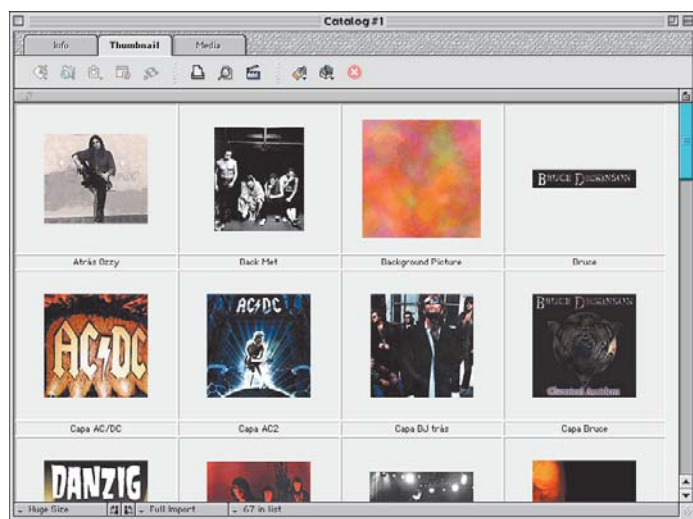 Catalog #1
Info
Thumbnail
Media
BRUCE DICKINSON
Atrás Ozzy
Back Met
Background Picture
Bruce
AC/DC
AC/DC
BRUCE DICKINSON
Chemical
Capa AC/DC
Capa AC2
Capa BJ trás
Capa Bruce
DANZIG
Huge Size
Full Import
67 in list